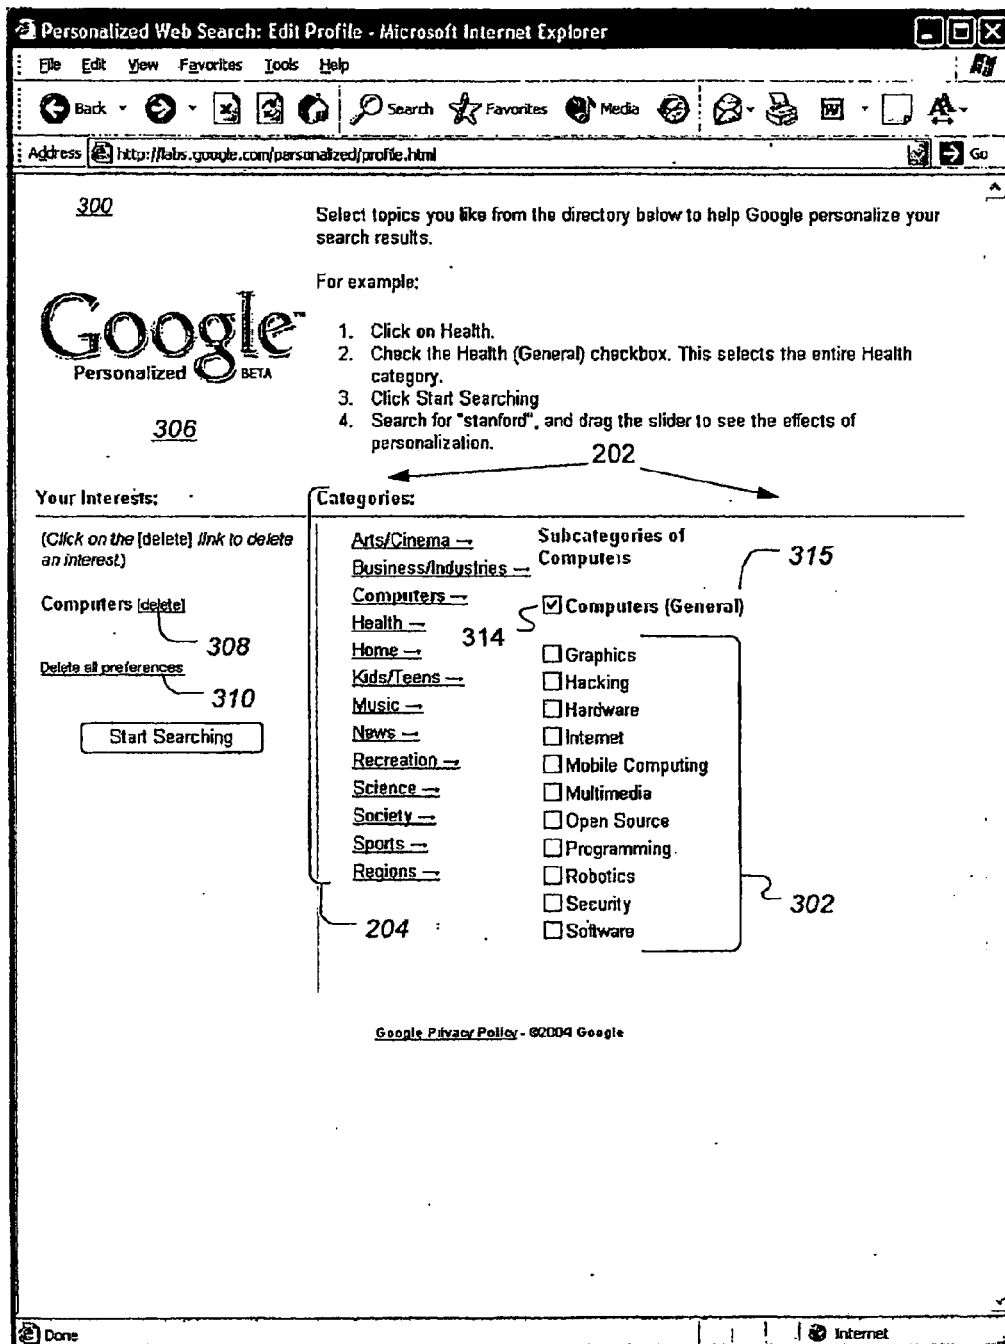 Personalized Web Search: Edit Profile - Microsoft Internet Explorer
File Edit View Favorites Tools Help
Back Search Favorites Media
Address http://labs.google.com/personalized/profile.html Go
300
Select topics you like from the directory below to help Google personalize your
search results.
For example:
Google™
Personalized BETA
1. Click on Health.
2. Check the Health (General) checkbox. This selects the entire Health
category.
3. Click Start Searching
4. Search for "stanford", and drag the slider to see the effects of
personalization.
306
202
Your Interests:
(Click on the [delete] link to delete
an interest)
Computers [delete]
308
Delete all preferences
310
Start Searching
Categories:
Arts/Cinema →
Business/Industries →
Computers →
Health →
Home →
Kids/Teens →
Music →
News →
Recreation →
Science →
Society →
Sports →
Regions →
204
Subcategories of
Computers
315
Computers (General)
314
Graphics
Hacking
Hardware
Internet
Mobile Computing
Multimedia
Open Source
Programming
Robotics
Security
Software
302
Google Privacy Policy - ©2004 Google
Done Internet